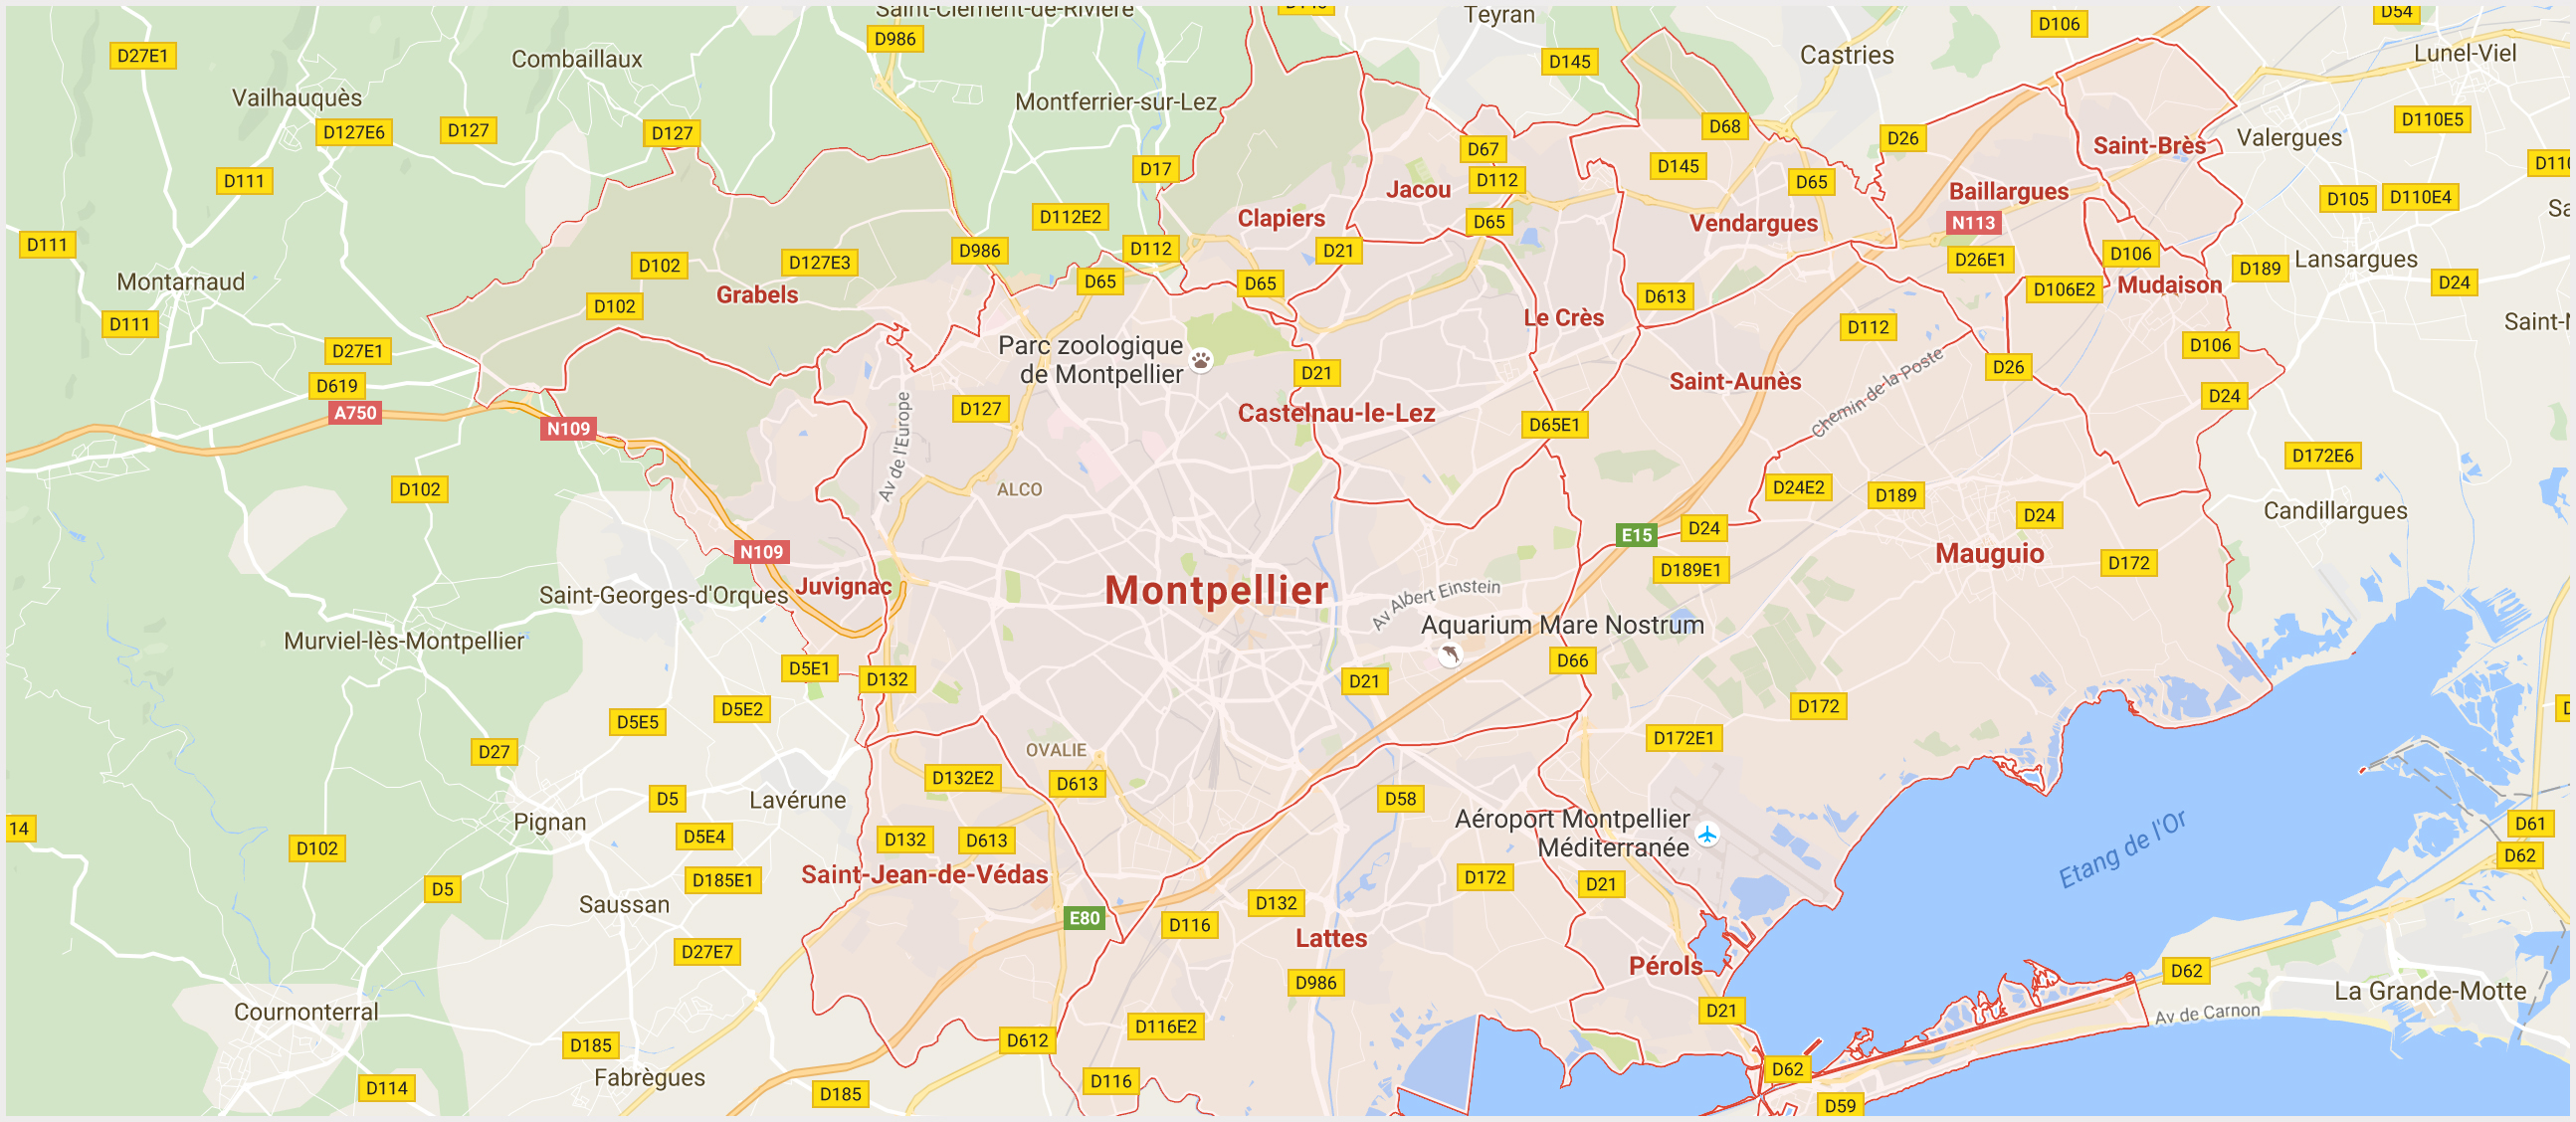 Saint-Clément-de-Rivière
Teyran
D54
D106
D27E1
D986
Combaillaux
D145
Castries
Lunel-Viel
Vailhauquès
Montferrier-sur-Lez
D127E6
D127
D127
D68
D26
D110E5
Valergues
D67
Saint-Brès
D17
D145
D111
D112
D65
Jacou
Baillargues
D105
D110E4
D112E2
Clapiers
D65
Vendargues
N113
D111
D986
D112
D21
D106
D26E1
Lansargues
D102
D127E3
D189
Montarnaud
D65
D65
D24
Grabels
D613
D106E2
Mudaison
D102
Le Crès
D111
D112
Parc zoologique
de Montpellier
D27E1
D106
D21
D26
D619
Saint-Aunès
Chemin de la Poste
D24
A750
D127
Castelnau-le-Lez
N109
Av de l'Europe
D65E1
D172E6
D102
ALCO
D24E2
D189
Candillargues
D24
E15
D24
N109
Mauguio
D172
D189E1
Juvignac
Montpellier
Av Albert Einstein
Saint-Georges-d'Orques
Aquarium Mare Nostrum
Murviel-lès-Montpellier
D5E1
D132
D21
D66
D5E2
D172
D5E5
D27
OVALIE
D172E1
D132E2
D613
D5
Lavérune
D58
Aéroport Montpellier
Méditerranée
Pignan
14
D5E4
D132
D613
D61
Etang de l'Or
D102
D62
Saint-Jean-de-Védas
D185E1
D172
D21
D5
Saussan
E80
D132
D116
Lattes
D27E7
Pérols
D62
D986
La Grande-Motte
Cournonterral
D21
Av de Carnon
D116E2
D612
D185
D62
Fabrègues
D114
D116
D185
D59